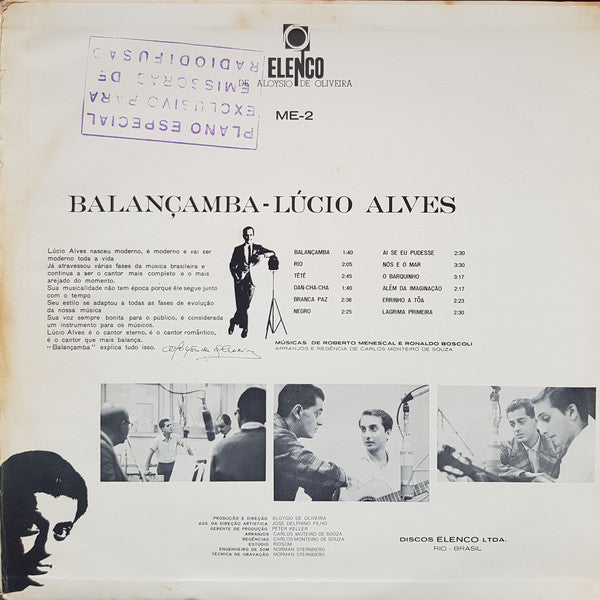 ELENCO
DE ALOYSIO DE OLIVEIRA
ME-2
PLANO ESPECIAL
EXCLUSIVO PARA
EMISSORAS DE
RADIODIFUSÃO
BALANÇAMBA-LÚCIO ALVES
Lúcio Alves nasceu moderno, é moderno e vai ser
moderno toda a vida
Já atravessou várias fases da música brasileira e
continua a ser o cantor mais completo e o mais
arejado do momento.
Sua musicalidade não tem época porque êle segue junto
com o tempo
Seu estilo se adaptou a todas as fases de evolução
da nossa música
Sua voz sempre bonita para o publico, é considerada
um instrumento para os músicos.
Lúcio Alves é o cantor eterno, é o cantor romântico,
é o cantor que mais balança.
"Balançamba" explica tudo isso.
BALANÇAMBA 1:40
RIO 2:05
TÊTÊ 2:45
DAN-CHA-CHA 1:40
BRANCA PAZ 2:38
NEGRO 2:25
AI SE EU PUDESSE 2:30
NÓS E O MAR 3:30
O BARQUINHO 3:17
ALÉM DA IMAGINAÇÃO 2:17
ERRINHO A TÔA 2:23
LAGRIMA PRIMEIRA 2:30
MÚSICAS DE ROBERTO MENESCAL E RONALDO BOSCOLI
ARRANJOS E REGÊNCIA DE CARLOS MONTEIRO DE SOUZA
PRODUÇÃO E DIREÇÃO ALOYSIO DE OLIVEIRA
ASS. DA DIREÇÃO ARTISTICA JOSÉ DELPHINO FILHO
GERENTE DE PRODUÇÃO PETER KELLER
ARRANJOS CARLOS MOTEIRO DE SOUZA
REGÊNCIAS CARLOS MONTEIRO DE SOUZA
ESTÚDIO RIOSOM
ENGENHEIRO DE SOM NORMAN STERNBERG
TÉCNICA DE GRAVAÇÃO NORMAN STERNBERG
DISCOS ELENCO LTDA.
RIO - BRASIL